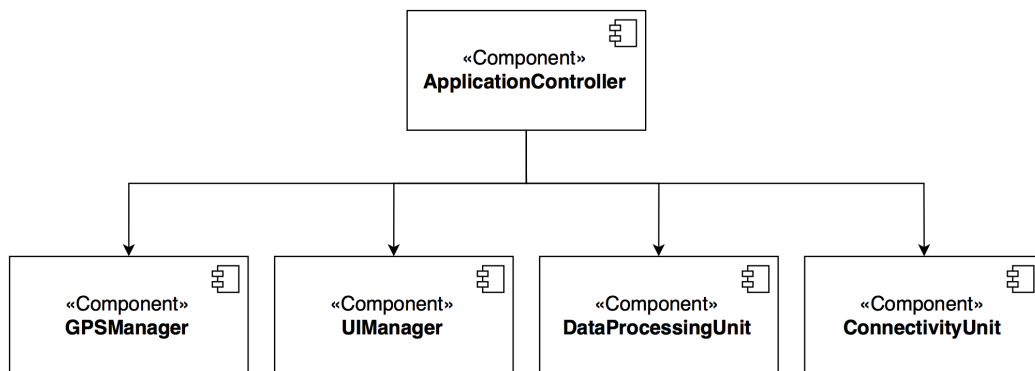 «Component»
ApplicationController
«Component»
GPSManager
«Component»
UIManager
«Component»
DataProcessingUnit
«Component»
ConnectivityUnit